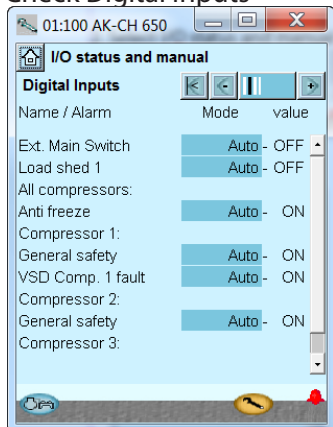 Check Digital Inputs
01:100 AK-CH 650
I/O status and manual
Digital Inputs
Name / Alarm Mode value
Ext. Main Switch Auto - OFF
Load shed 1 Auto - OFF
All compressors:
Anti freeze Auto - ON
Compressor 1:
General safety Auto - ON
VSD Comp. 1 fault Auto - ON
Compressor 2:
General safety Auto - ON
Compressor 3: